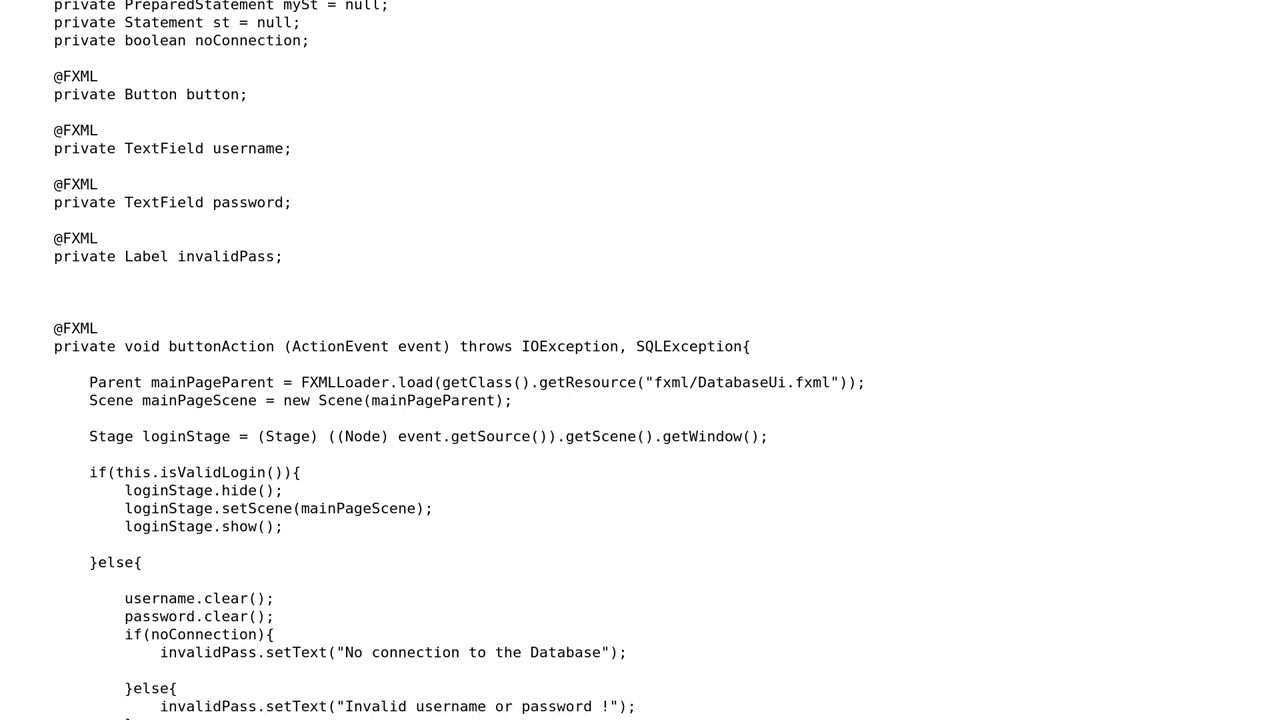 private PreparedStatement mySt = null;
private Statement st = null;
private boolean noConnection;
@FXML
private Button button;
@FXML
private TextField username;
@FXML
private TextField password;
@FXML
private Label invalidPass;
@FXML
private void buttonAction (ActionEvent event) throws IOException, SQLException{
Parent mainPageParent = FXMLLoader.load(getClass().getResource("fxml/DatabaseUi.fxml"));
Scene mainPageScene = new Scene(mainPageParent);
Stage loginStage = (Stage) ((Node) event.getSource()).getScene().getWindow();
if(this.isValidLogin()){
loginStage.hide();
loginStage.setScene(mainPageScene);
loginStage.show();
}else{
username.clear();
password.clear();
if(noConnection){
invalidPass.setText("No connection to the Database");
}else{
invalidPass.setText("Invalid username or password !");